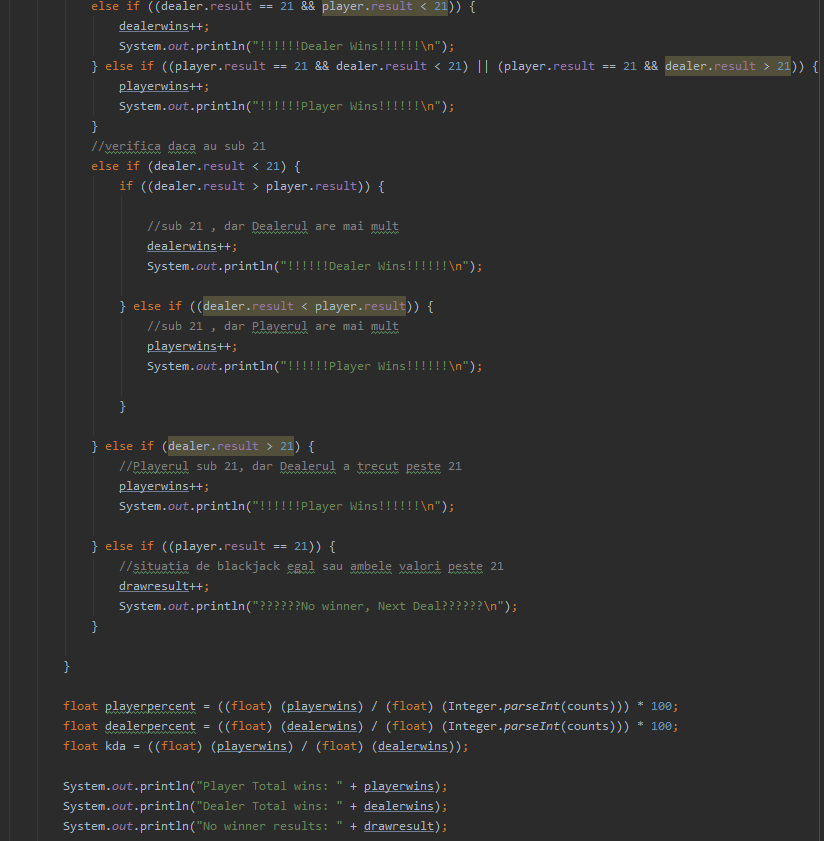 else if ((dealer.result == 21 && player.result < 21)) {
dealerwins++;
System.out.println("!!!!!!Dealer Wins!!!!!!\n");
} else if ((player.result == 21 && dealer.result < 21) || (player.result == 21 && dealer.result > 21)) {
playerwins++;
System.out.println("!!!!!!Player Wins!!!!!!\n");
}
//verifica daca au sub 21
else if (dealer.result < 21) {
if ((dealer.result > player.result)) {
//sub 21 , dar Dealerul are mai mult
dealerwins++;
System.out.println("!!!!!!Dealer Wins!!!!!!\n");
} else if ((dealer.result < player.result)) {
//sub 21 , dar Playerul are mai mult
playerwins++;
System.out.println("!!!!!!Player Wins!!!!!!\n");
}
} else if (dealer.result > 21) {
//Playerul sub 21, dar Dealerul a trecut peste 21
playerwins++;
System.out.println("!!!!!!Player Wins!!!!!!\n");
} else if ((player.result == 21)) {
//situatia de blackjack egal sau ambele valori peste 21
drawresult++;
System.out.println("??????No winner, Next Deal??????\n");
}
}
float playerpercent = ((float) (playerwins) / (float) (Integer.parseInt(counts))) * 100;
float dealerpercent = ((float) (dealerwins) / (float) (Integer.parseInt(counts))) * 100;
float kda = ((float) (playerwins) / (float) (dealerwins));
System.out.println("Player Total wins: " + playerwins);
System.out.println("Dealer Total wins: " + dealerwins);
System.out.println("No winner results: " + drawresult);